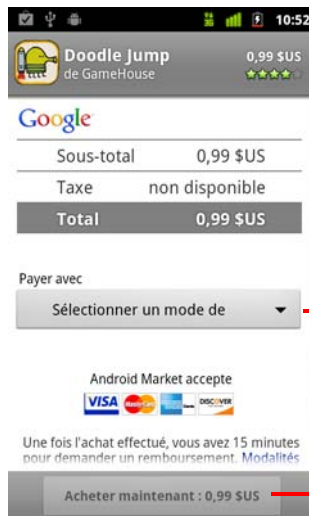 10:52
Doodle Jump 0,99 $US
de GameHouse
Google
Sous-total 0,99 $US
Taxe non disponible
Total 0,99 $US
Payer avec
Sélectionner un mode de
Android Market accepte
VISA MasterCard DISCOVER
Une fois l'achat effectué, vous avez 15 minutes
pour demander un remboursement. Modalités
Acheter maintenant : 0,99 $US